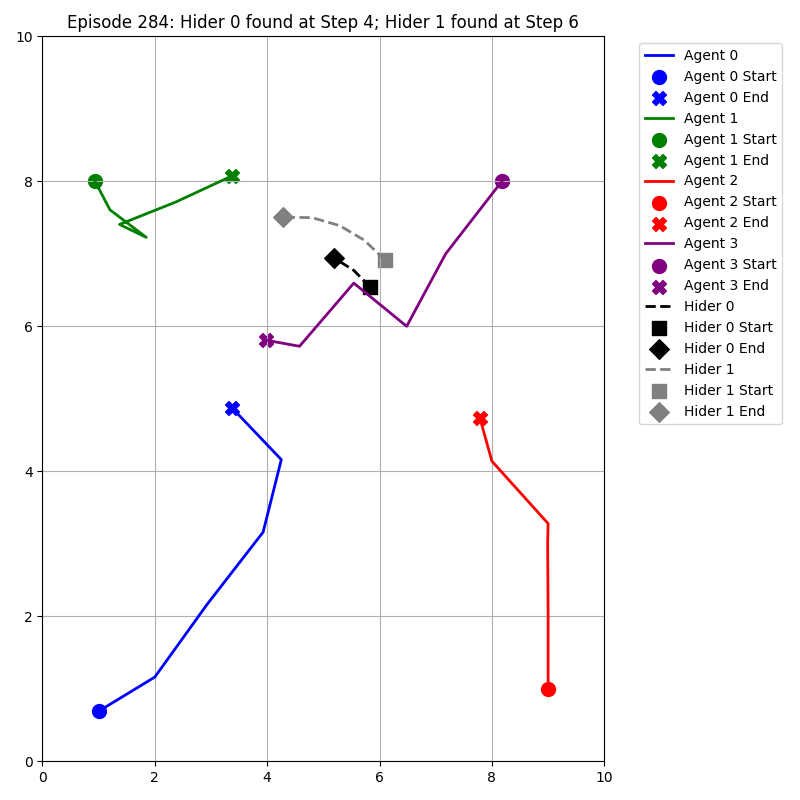 Episode 284: Hider 0 found at Step 4; Hider 1 found at Step 6
10
8
6
4
2
0
0 2 4 6 8 10
Agent 0
Agent 0 Start
Agent 0 End
Agent 1
Agent 1 Start
Agent 1 End
Agent 2
Agent 2 Start
Agent 2 End
Agent 3
Agent 3 Start
Agent 3 End
Hider 0
Hider 0 Start
Hider 0 End
Hider 1
Hider 1 Start
Hider 1 End